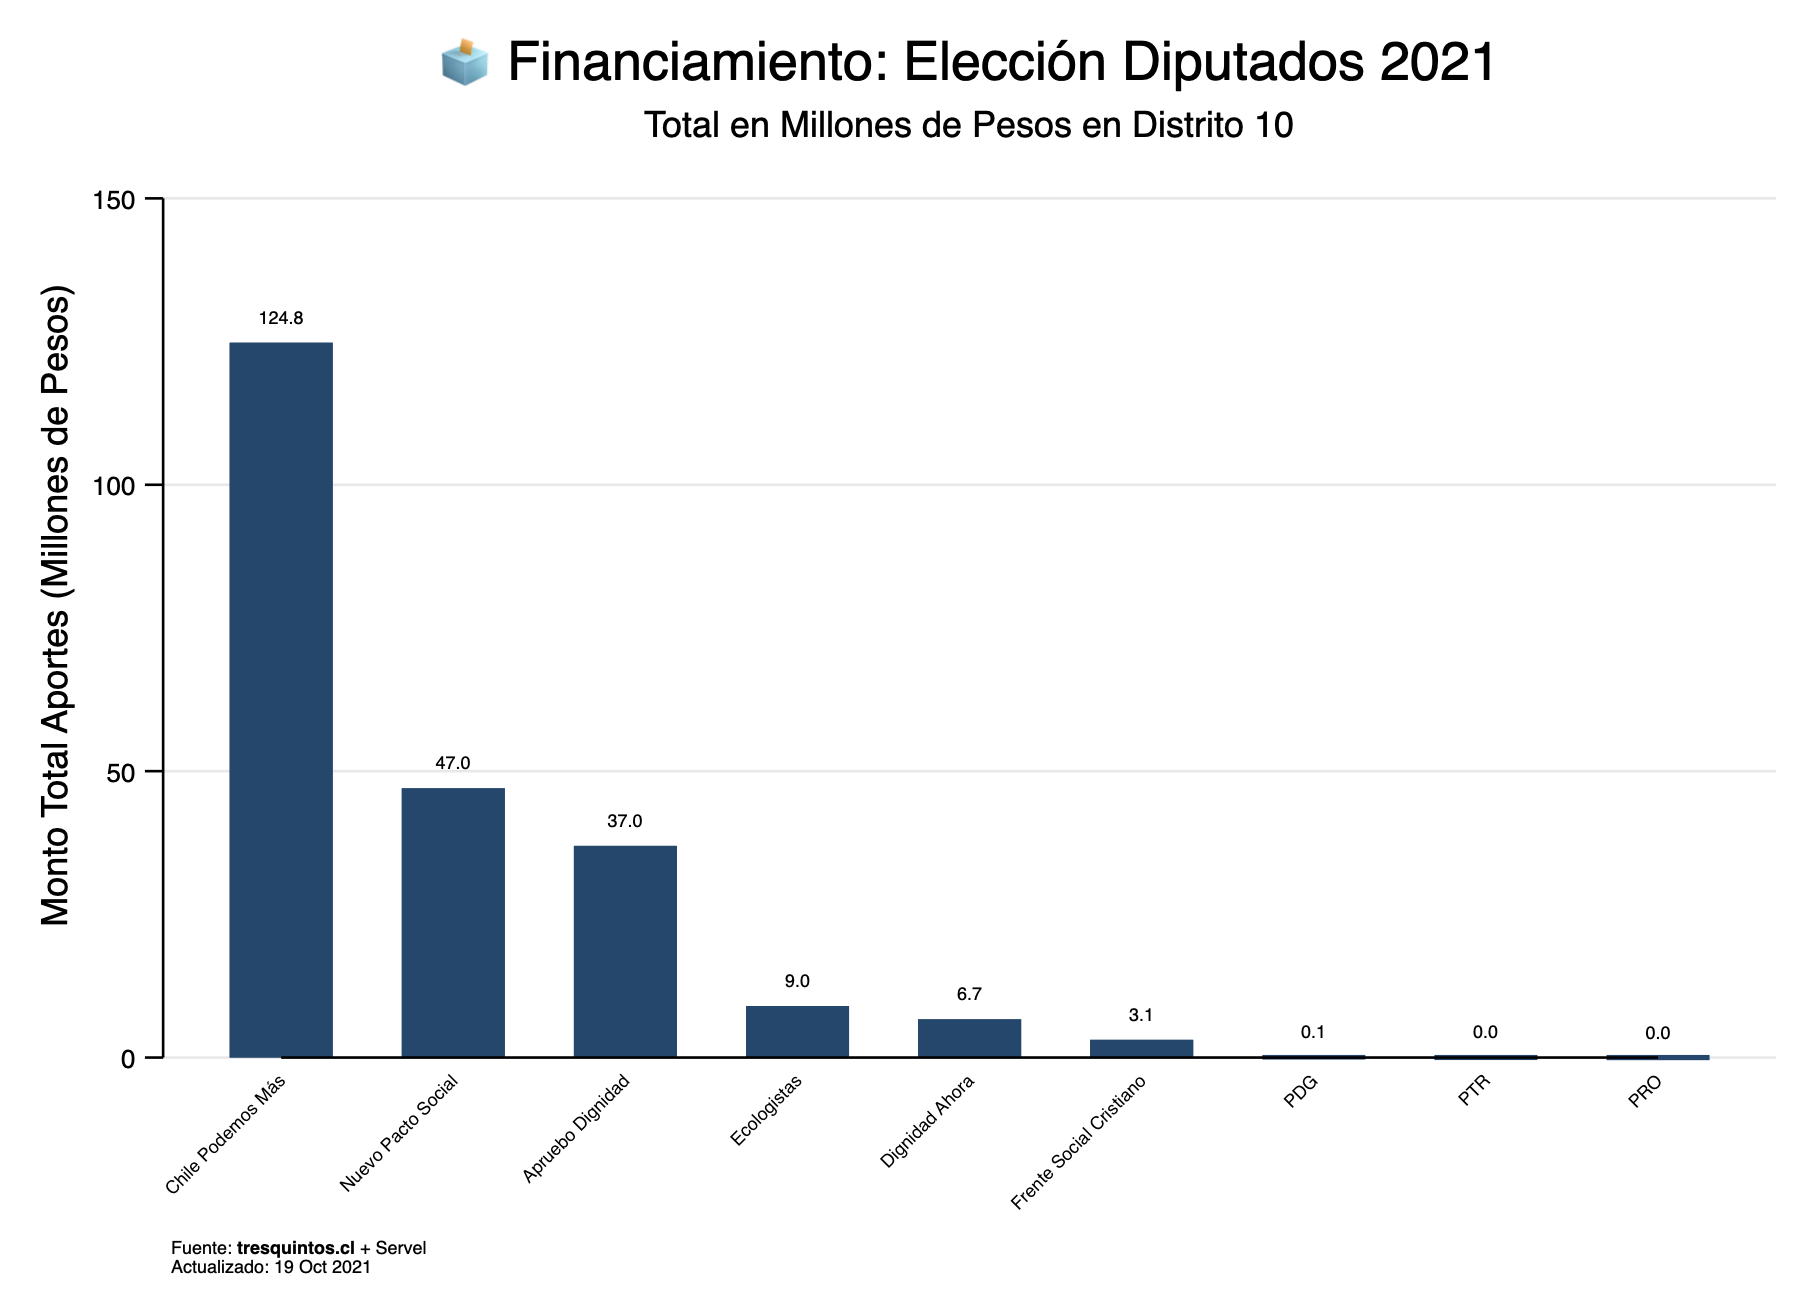 Financiamiento: Elección Diputados 2021
Total en Millones de Pesos en Distrito 10
Monto Total Aportes (Millones de Pesos)
150
100
50
0
124.8
47.0
37.0
9.0
6.7
3.1
0.1
0.0
0.0
Chile Podemos Más
Nuevo Pacto Social
Apruebo Dignidad
Ecologistas
Dignidad Ahora
Frente Social Cristiano
PDG
PTR
PRO
Fuente: tresquintos.cl + Servel
Actualizado: 19 Oct 2021